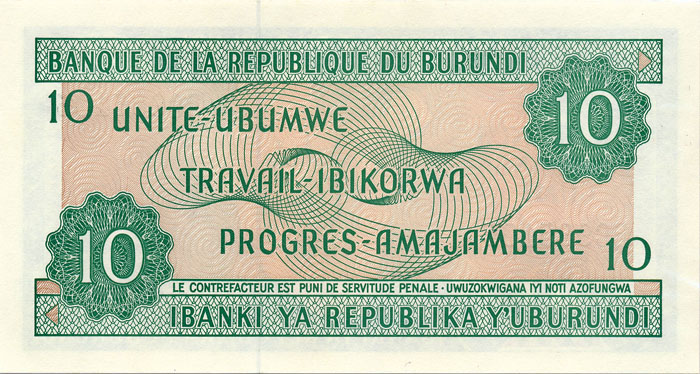 BANQUE DE LA REPUBLIQUE DU BURUNDI
10
10
UNITE-UBUMWE
TRAVAIL-IBIKORWA
PROGRES-AMAJAMBERE
10
10
LE CONTREFACTEUR EST PUNI DE SERVITUDE PENALE · UWUZOKWIGANA IYI NOTI AZOFUNGWA
IBANKI YA REPUBLIKA Y'UBURUNDI